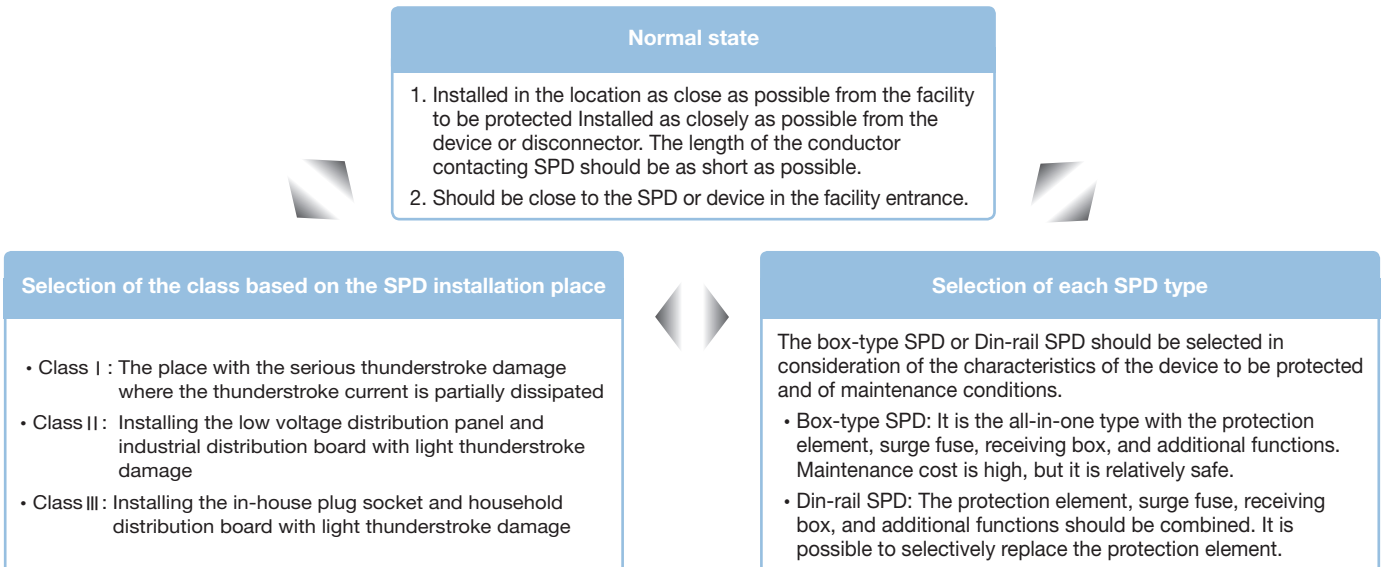 Normal state
1. Installed in the location as close as possible from the facility
to be protected Installed as closely as possible from the
device or disconnector. The length of the conductor
contacting SPD should be as short as possible.
2. Should be close to the SPD or device in the facility entrance.
Selection of the class based on the SPD installation place
• Class I : The place with the serious thunderstroke damage
where the thunderstroke current is partially dissipated
• Class II : Installing the low voltage distribution panel and
industrial distribution board with light thunderstroke
damage
• Class III : Installing the in-house plug socket and household
distribution board with light thunderstroke damage
Selection of each SPD type
The box-type SPD or Din-rail SPD should be selected in
consideration of the characteristics of the device to be protected
and of maintenance conditions.
• Box-type SPD: It is the all-in-one type with the protection
element, surge fuse, receiving box, and additional functions.
Maintenance cost is high, but it is relatively safe.
• Din-rail SPD: The protection element, surge fuse, receiving
box, and additional functions should be combined. It is
possible to selectively replace the protection element.